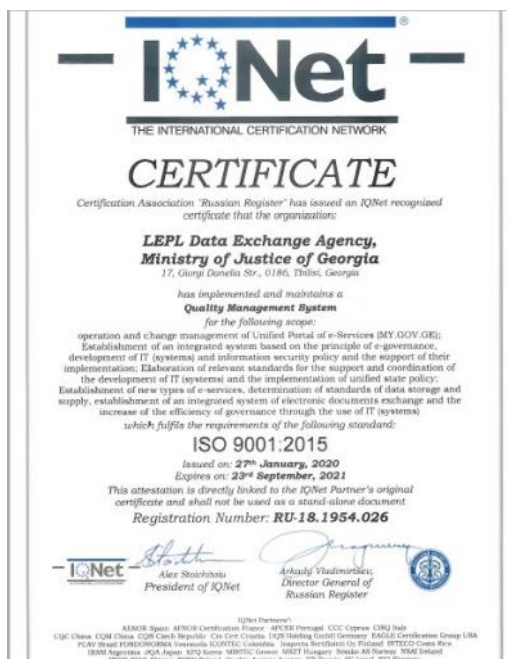 ®
IQNet
THE INTERNATIONAL CERTIFICATION NETWORK
CERTIFICATE
Certification Association "Russian Register" has issued an IQNet recognized
certificate that the organization:
LEPL Data Exchange Agency,
Ministry of Justice of Georgia
17, Giorgi Danelia Str., 0186, Tbilisi, Georgia
has implemented and maintains a
Quality Management System
for the following scope:
operation and change management of Unified Portal of e-Services (MY.GOV.GE);
Establishment of an integrated system based on the principle of e-governance,
development of IT (systems) and information security policy and the support of their
implementation; Elaboration of relevant standards for the support and coordination of
the development of IT (systems) and the implementation of unified state policy;
Establishment of new types of e-services, determination of standards of data storage and
supply, establishment of an integrated system of electronic documents exchange and the
increase of the efficiency of governance through the use of IT (systems)
which fulfils the requirements of the following standard:
ISO 9001:2015
Issued on: 27th January, 2020
Expires on: 23rd September, 2021
This attestation is directly linked to the IQNet Partner's original
certificate and shall not be used as a stand-alone document
Registration Number: RU-18.1954.026
IQNet
Alex Stoichitoiu
President of IQNet
Arkady Vladimirtsev,
Director General of
Russian Register
IQNet Partners*:
AENOR Spain AFNOR Certification France APCER Portugal CCC Cyprus CISQ Italy
CQC China CQM China CQS Czech Republic Cro Cert Croatia DQS Holding GmbH Germany EAGLE Certification Group USA
FCAV Brazil FONDONORMA Venezuela ICONTEC Colombia Inspecta Sertifiointi Oy Finland INTECO Costa Rica
IRAM Argentina JQA Japan KFQ Korea MIRTEC Greece MSZT Hungary Nemko AS Norway NSAI Ireland